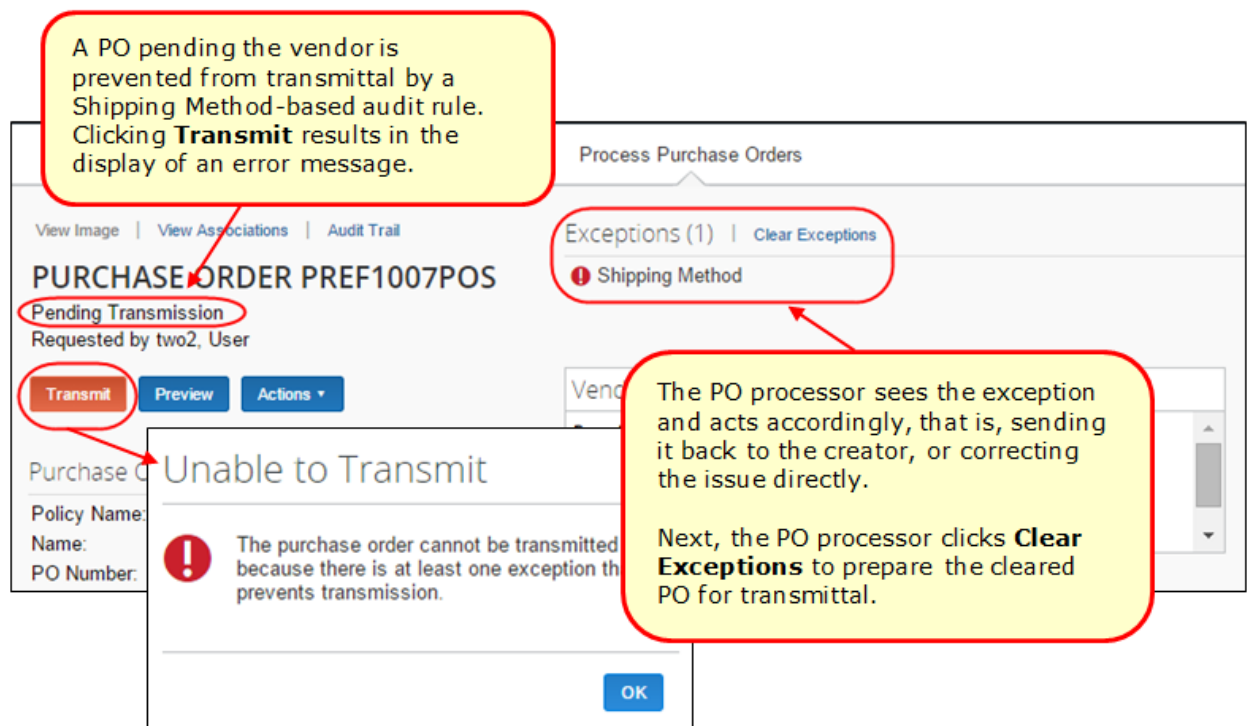 A PO pending the vendor is
prevented from transmittal by a
Shipping Method-based audit rule.
Clicking Transmit results in the
display of an error message.
Process Purchase Orders
View Image | View Associations | Audit Trail
Exceptions (1) | Clear Exceptions
PURCHASE ORDER PREF1007POS
Shipping Method
Pending Transmission
Requested by two2, User
Transmit Preview Actions
The PO processor sees the exception
and acts accordingly, that is, sending
it back to the creator, or correcting
the issue directly.
Next, the PO processor clicks Clear
Exceptions to prepare the cleared
PO for transmittal.
Purchase
Policy Name:
Name:
PO Number:
Unable to Transmit
The purchase order cannot be transmitted
because there is at least one exception
prevents transmission.
OK